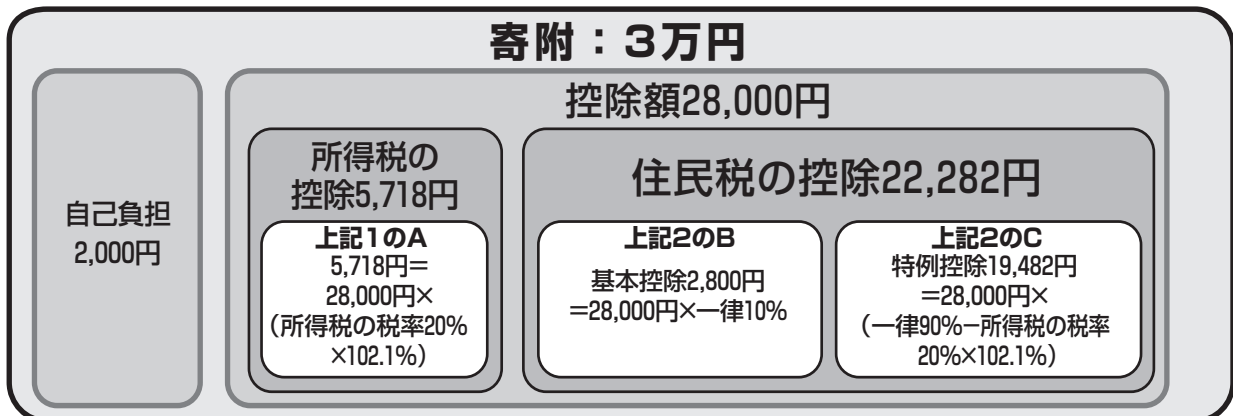 寄附：3万円
自己負担
2,000円
控除額28,000円
所得税の
控除5,718円
上記1のA
5,718円＝
28,000円×
（所得税の税率20%
×102.1%）
住民税の控除22,282円
上記2のB
基本控除2,800円
＝28,000円×一律10%
上記2のC
特例控除19,482円
＝28,000円×
（一律90%−所得税の税率
20%×102.1%）